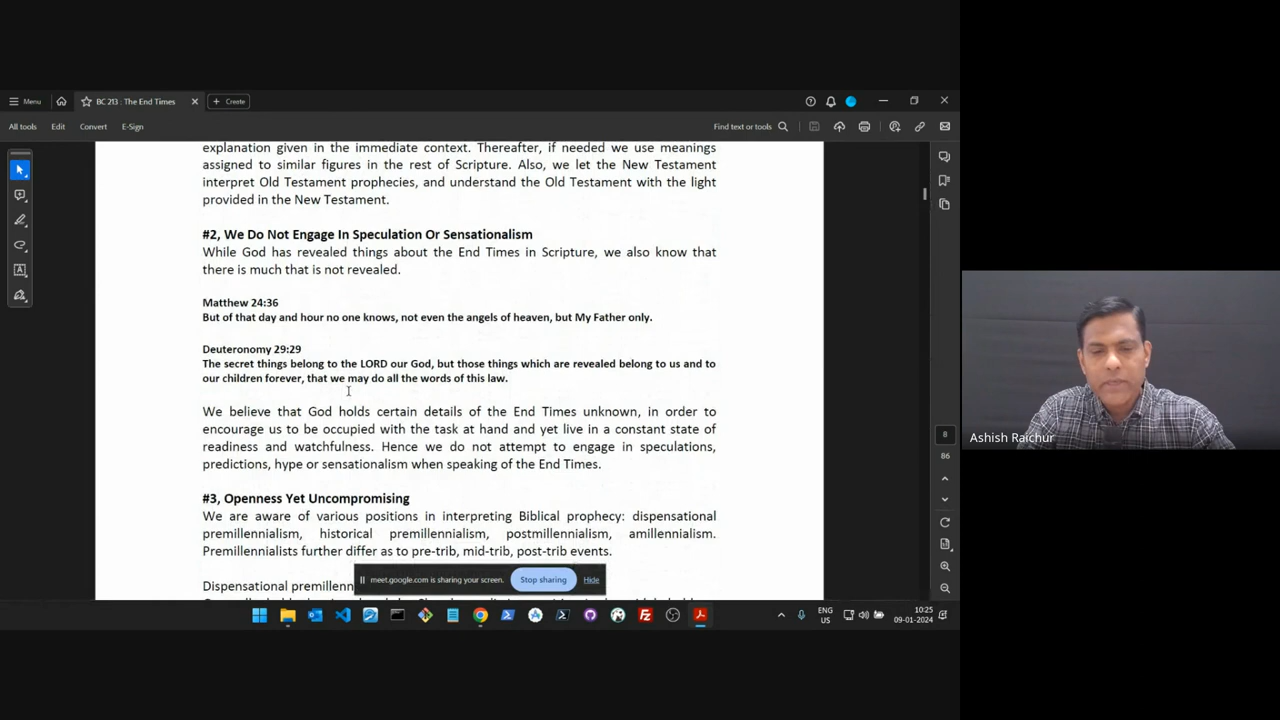 Menu
BC 213 : The End Times
Create
All tools
Edit
Convert
E-Sign
Find text or tools
explanation given in the immediate context. Thereafter, if needed we use meanings
assigned to similar figures in the rest of Scripture. Also, we let the New Testament
interpret Old Testament prophecies, and understand the Old Testament with the light
provided in the New Testament.
#2, We Do Not Engage In Speculation Or Sensationalism
While God has revealed things about the End Times in Scripture, we also know that
there is much that is not revealed.
Matthew 24:36
But of that day and hour no one knows, not even the angels of heaven, but My Father only.
Deuteronomy 29:29
The secret things belong to the LORD our God, but those things which are revealed belong to us and to
our children forever, that we may do all the words of this law.
We believe that God holds certain details of the End Times unknown, in order to
encourage us to be occupied with the task at hand and yet live in a constant state of
readiness and watchfulness. Hence we do not attempt to engage in speculations,
predictions, hype or sensationalism when speaking of the End Times.
#3, Openness Yet Uncompromising
We are aware of various positions in interpreting Biblical prophecy: dispensational
premillennialism, historical premillennialism, postmillennialism, amillennialism.
Premillennialists further differ as to pre-trib, mid-trib, post-trib events.
Dispensational premillenn
meet.google.com is sharing your screen.
Stop sharing
Hide
8
86
Ashish Raichur
ENG
US
10:25
09-01-2024